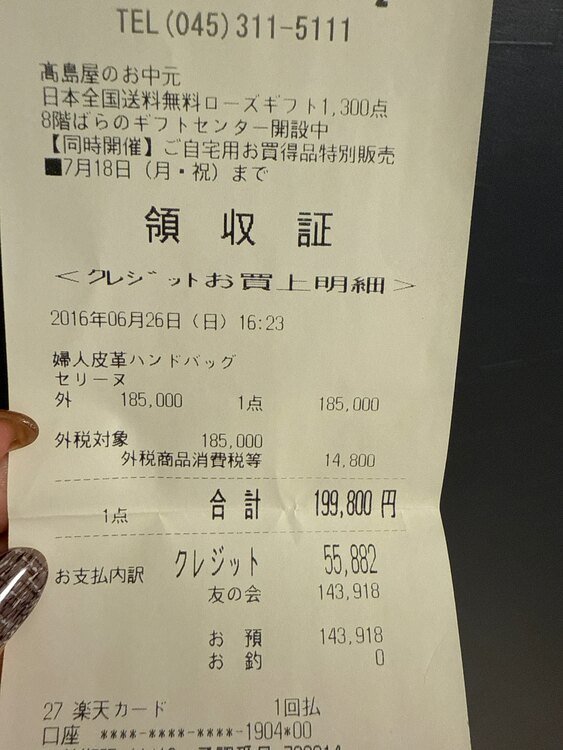 TEL(045)311-5111
髙島屋のお中元
日本全国送料無料ローズギフト1,300点
8階ばらのギフトセンター開設中
【同時開催】ご自宅用お買得品特別販売
■7月18日(月・祝)まで
領収証
<クレジットお買上明細>
2016年06月26日(日) 16:23
婦人皮革ハンドバッグ
セリーヌ
外 185,000 1点 185,000
外税対象 185,000
外税商品消費税等 14,800
1点 合計 199,800円
お支払内訳 クレジット 55,882
友の会 143,918
お預 143,918
お釣 0
27 楽天カード 1回払
口座 ****-****-****-1904*00